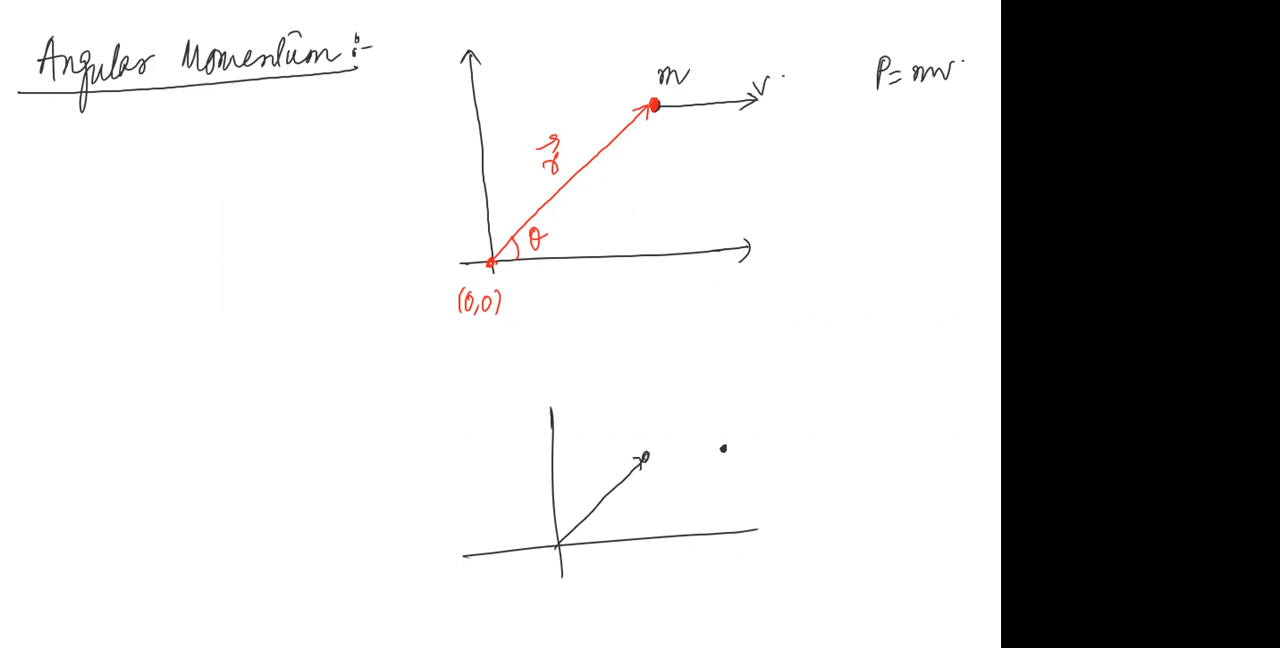 Angular Momentum :-
m
v
P = mv
r⃗
θ
(0,0)